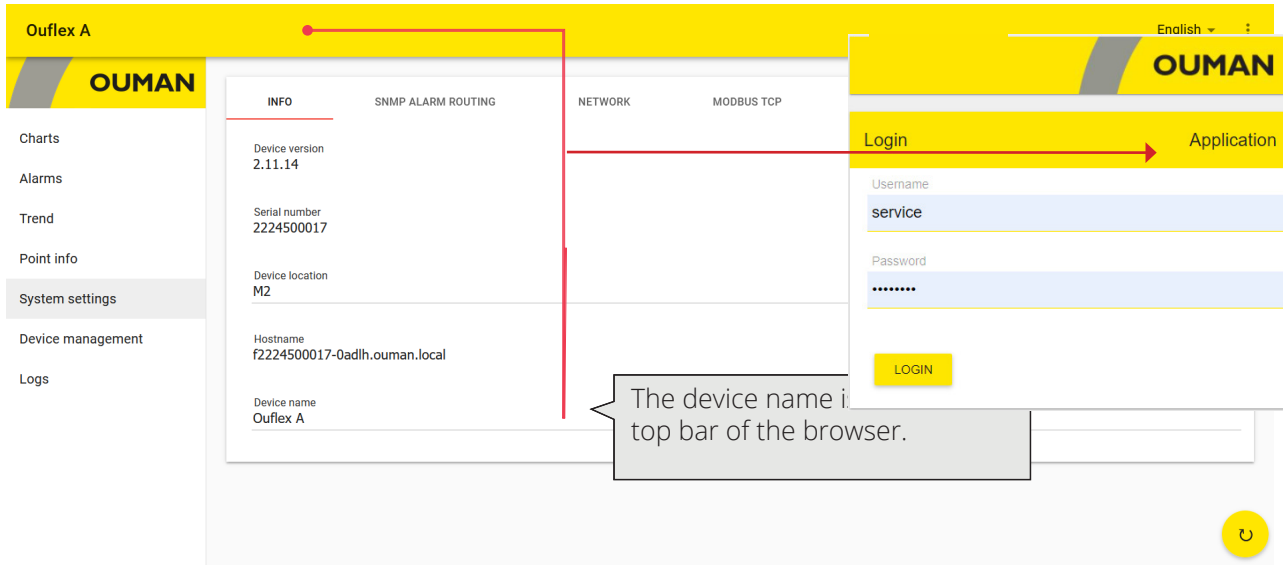 Ouflex A
English
OUMAN
OUMAN
INFO SNMP ALARM ROUTING NETWORK MODBUS TCP
Charts
Alarms
Trend
Point info
System settings
Device management
Logs
Device version
2.11.14
Serial number
2224500017
Device location
M2
Hostname
f2224500017-0adlh.ouman.local
Device name
Ouflex A
Login Application
Username
service
Password
••••••••
LOGIN
The device name
top bar of the browser.